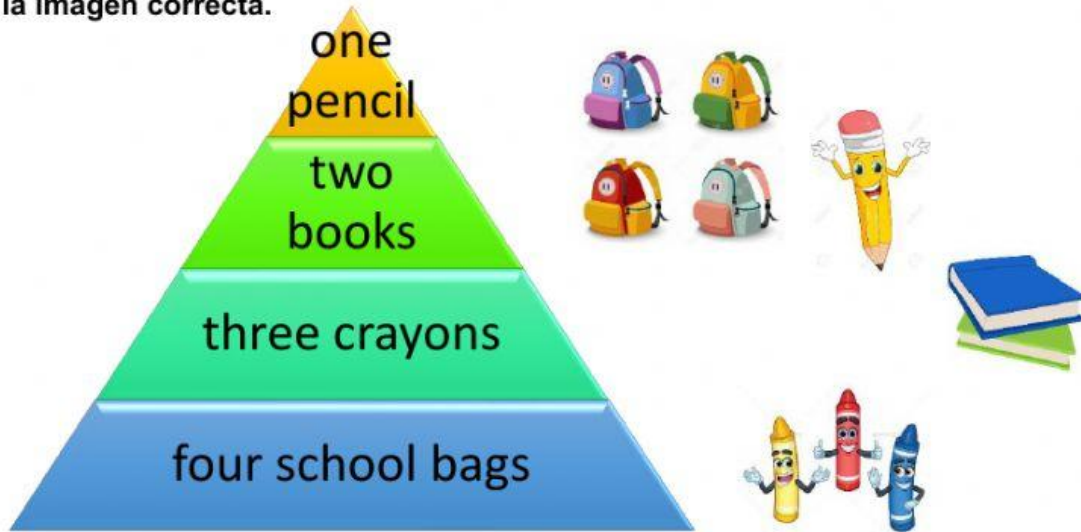 la imagen correcta.
one
pencil
two
books
three crayons
four school bags